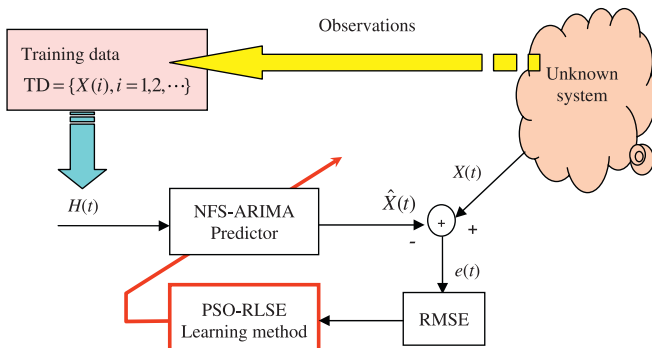 Observations
Training data
TD = {X(i), i = 1,2, ⋯}
Unknown
system
X(t)
H(t)
X̂(t)
NFS-ARIMA
Predictor
+
+
-
e(t)
PSO-RLSE
Learning method
RMSE